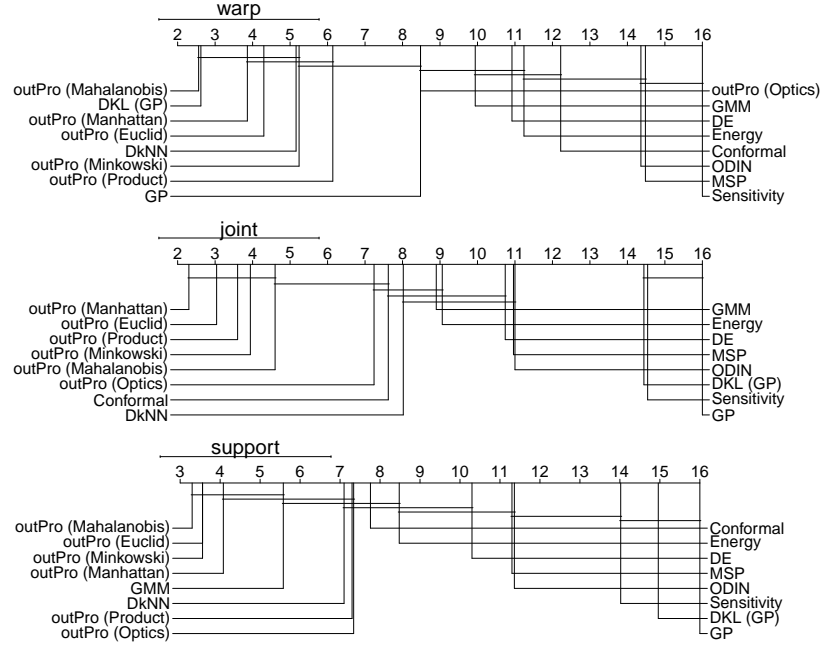 warp
2 3 4 5 6 7 8 9 10 11 12 13 14 15 16
outPro (Mahalanobis) outPro (Optics)
DKL (GP) GMM
outPro (Manhattan) DE
outPro (Euclid) Energy
DkNN Conformal
outPro (Minkowski) ODIN
outPro (Product) MSP
GP Sensitivity
joint
2 3 4 5 6 7 8 9 10 11 12 13 14 15 16
outPro (Manhattan) GMM
outPro (Euclid) Energy
outPro (Product) DE
outPro (Minkowski) MSP
outPro (Mahalanobis) ODIN
outPro (Optics) DKL (GP)
Conformal Sensitivity
DkNN GP
support
3 4 5 6 7 8 9 10 11 12 13 14 15 16
outPro (Mahalanobis) Conformal
outPro (Euclid) Energy
outPro (Minkowski) DE
outPro (Manhattan) MSP
GMM ODIN
DkNN Sensitivity
outPro (Product) DKL (GP)
outPro (Optics) GP